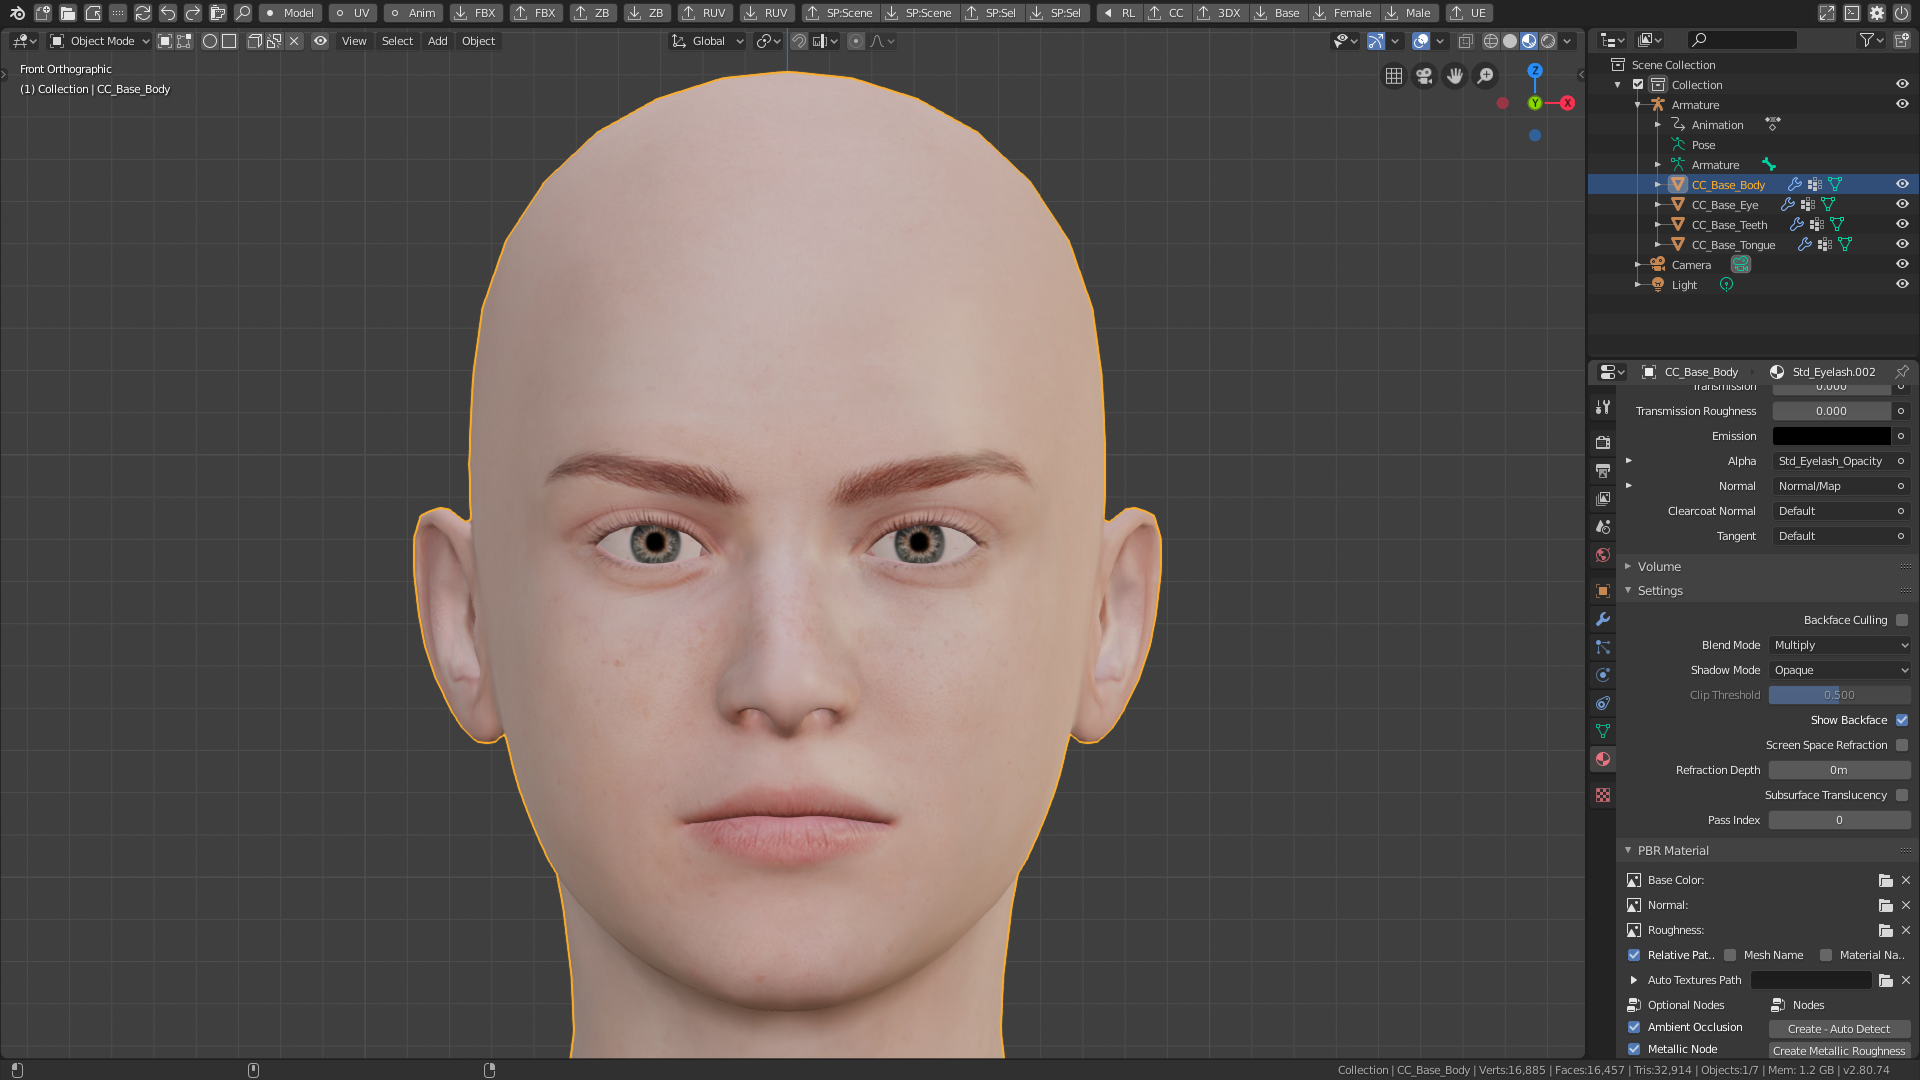 Model UV Anim FBX FBX ZB ZB RUV RUV SP:Scene SP:Scene SP:Sel SP:Sel RL CC 3DX Base Female Male UE
Object Mode View Select Add Object Global
Front Orthographic
(1) Collection | CC_Base_Body
Z
Y
X
Scene Collection
Collection
Armature
Animation
Pose
Armature
CC_Base_Body
CC_Base_Eye
CC_Base_Teeth
CC_Base_Tongue
Camera
Light
CC_Base_Body Std_Eyelash.002
Transmission 0.000
Transmission Roughness 0.000
Emission
Alpha Std_Eyelash_Opacity
Normal Normal/Map
Clearcoat Normal Default
Tangent Default
Volume
Settings
Backface Culling
Blend Mode Multiply
Shadow Mode Opaque
Clip Threshold 0.500
Show Backface
Screen Space Refraction
Refraction Depth 0m
Subsurface Translucency
Pass Index 0
PBR Material
Base Color:
Normal:
Roughness:
Relative Pat.. Mesh Name Material Na..
Auto Textures Path
Optional Nodes Nodes
Ambient Occlusion Create - Auto Detect
Metallic Node Create Metallic Roughness
Collection | CC_Base_Body | Verts:16,885 | Faces:16,457 | Tris:32,914 | Objects:1/7 | Mem: 1.2 GB | v2.80.74